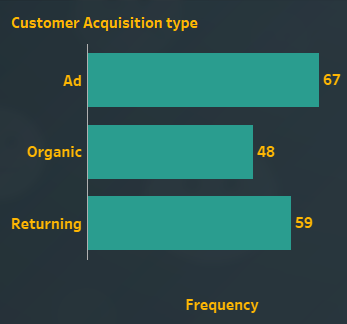 Customer Acquisition type
Ad 67
Organic 48
Returning 59
Frequency